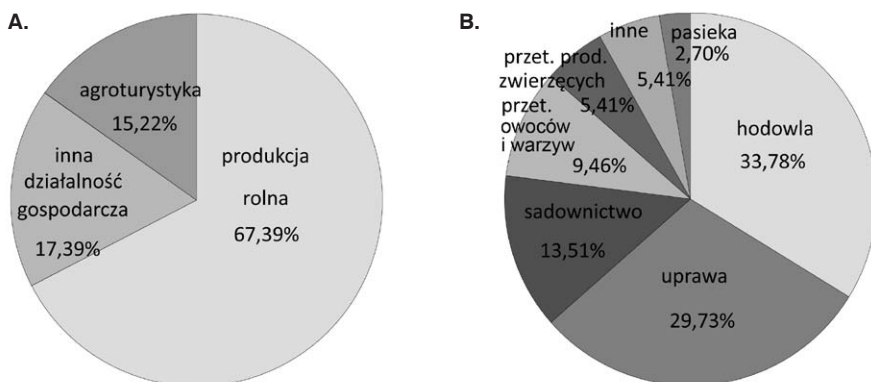 A.
agroturystyka
15,22%
inna
działalność
gospodarcza
17,39%
produkcja
rolna
67,39%
B.
inne
5,41%
pasieka
2,70%
przet. prod.
zwierzęcych
5,41%
przet.
owoców
i warzyw
9,46%
hodowla
33,78%
sadownictwo
13,51%
uprawa
29,73%